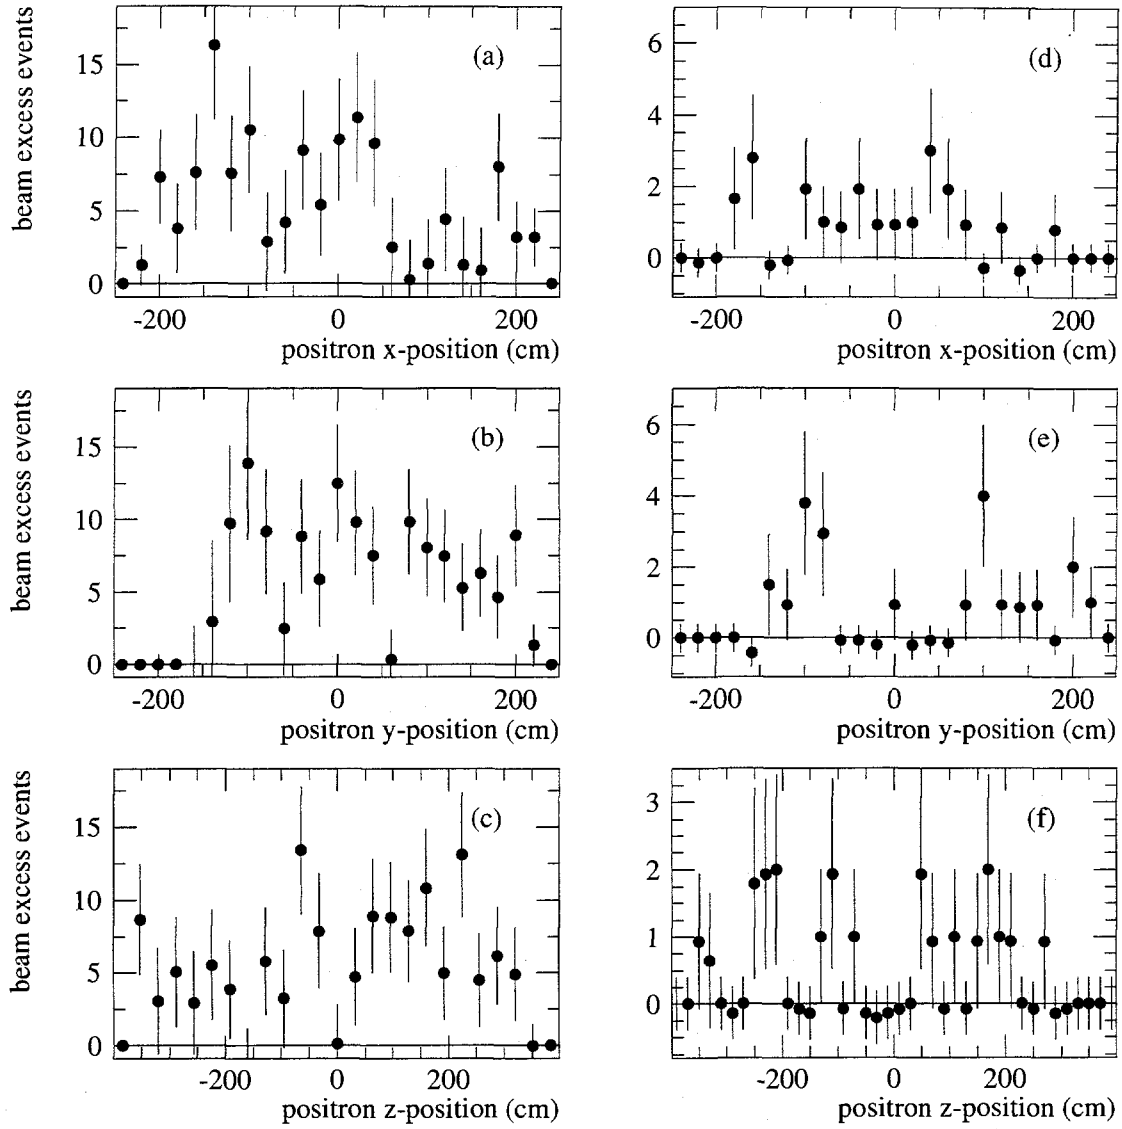 beam excess events
15
10
5
0
(a)
-200
0
200
positron x-position (cm)
6
4
2
0
(d)
-200
0
200
positron x-position (cm)
beam excess events
15
10
5
0
(b)
-200
0
200
positron y-position (cm)
6
4
2
0
(e)
-200
0
200
positron y-position (cm)
beam excess events
15
10
5
0
(c)
-200
0
200
positron z-position (cm)
3
2
1
0
(f)
-200
0
200
positron z-position (cm)